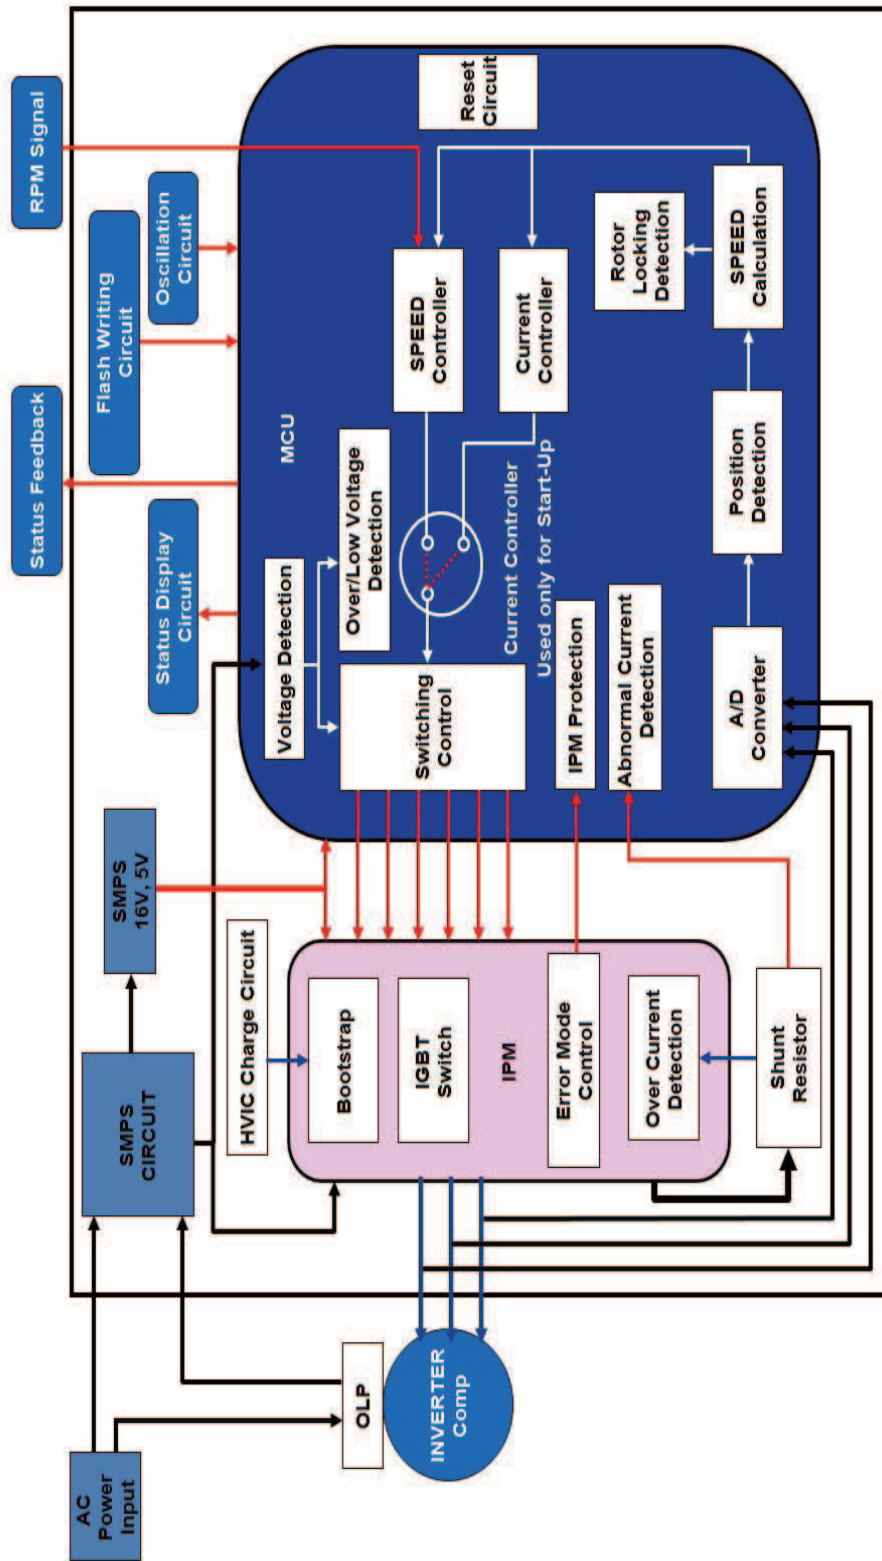 RPM Signal
Oscillation
Circuit
Flash Writing
Circuit
Status Feedback
Status Display
Circuit
SMPS
16V, 5V
SMPS
CIRCUIT
AC
Power
Input
OLP
INVERTER
Comp
HVIC Charge Circuit
Bootstrap
IGBT
Switch
IPM
Error Mode
Control
Over Current
Detection
Shunt
Resistor
MCU
Voltage Detection
Over/Low Voltage
Detection
Switching
Control
SPEED
Controller
Current
Controller
Current Controller
Used only for Start-Up
IPM Protection
Abnormal Current
Detection
Reset
Circuit
Rotor
Locking
Detection
A/D
Converter
Position
Detection
SPEED
Calculation